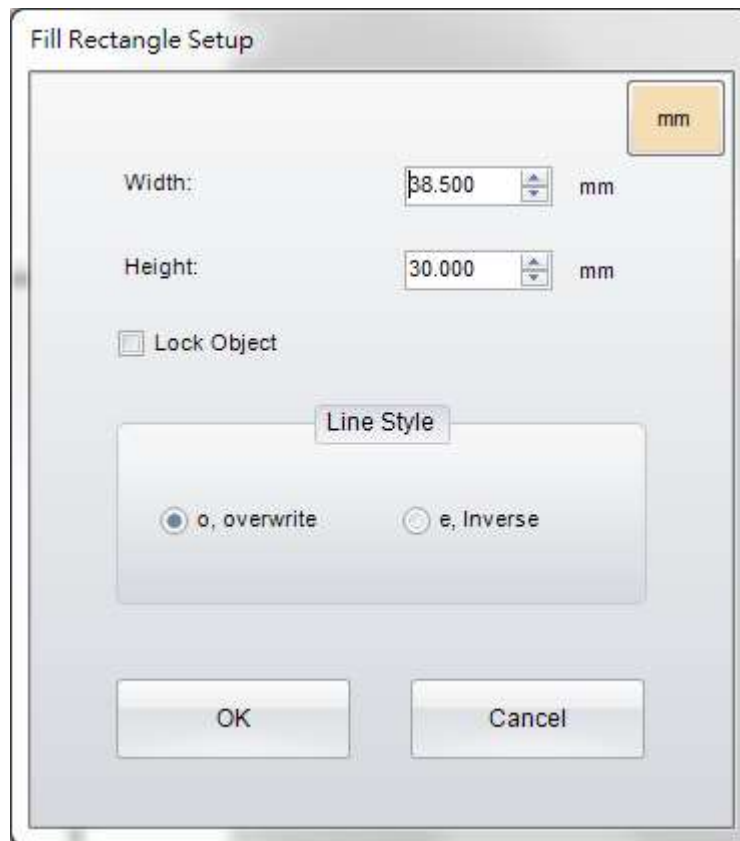 Fill Rectangle Setup
mm
Width: 38.500 mm
Height: 30.000 mm
Lock Object
Line Style
o, overwrite e, Inverse
OK Cancel